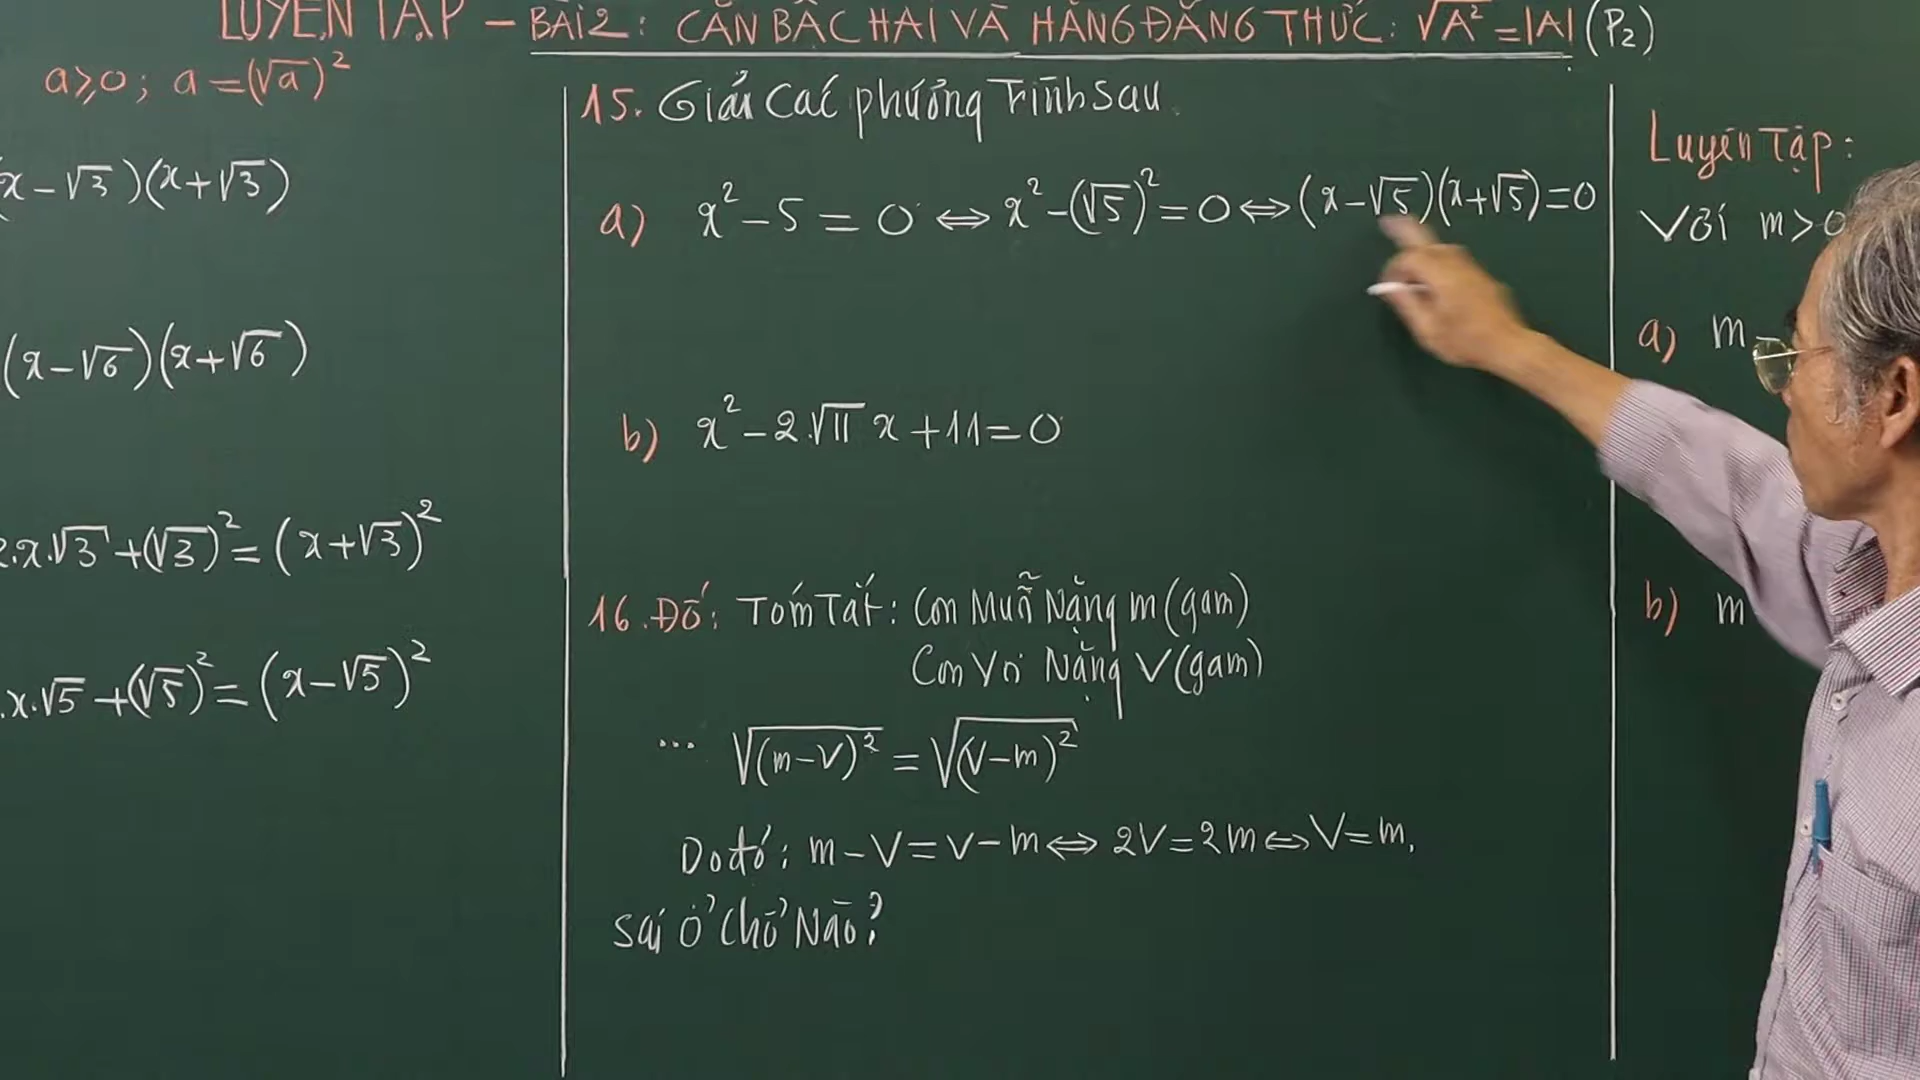 LUYỆN TẬP – BÀI 2: CĂN BẬC HAI VÀ HẰNG ĐẲNG THỨC: √A² = |A| (P2)
a ≥ 0 ; a = (√a)²
x – √3)(x + √3)
(x – √6)(x + √6)
2.x.√3 + (√3)² = (x + √3)²
.x.√5 + (√5)² = (x – √5)²
15. Giải các phương trình sau
a) x² – 5 = 0 ⇔ x² – (√5)² = 0 ⇔ (x – √5)(x + √5) = 0
b) x² – 2.√11 x + 11 = 0
16. Đố: Tóm Tắt: Con Muỗi Nặng m (gam)
Con Voi Nặng V (gam)
... √(m – V)² = √(V – m)²
Do đó: m – V = V – m ⇔ 2V = 2m ⇔ V = m.
Sai ở chỗ Nào?
Luyện Tập:
Với m > 0
a) m –
b) m